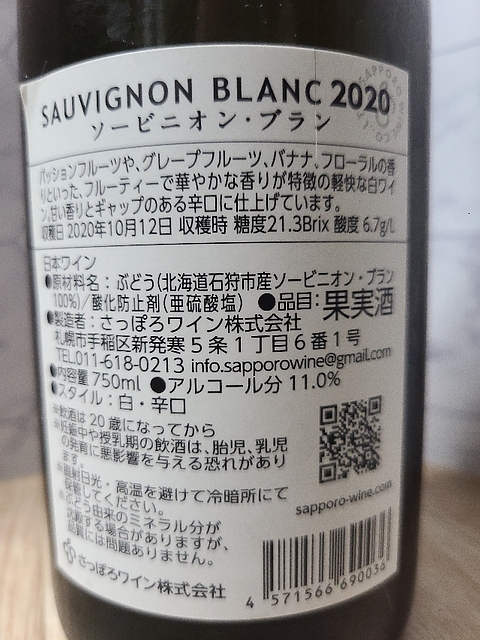 SAUVIGNON BLANC 2020
ソービニオン・ブラン
パッションフルーツや、グレープフルーツ、バナナ、フローラルの香
りといった、フルーティーで華やかな香りが特徴の軽快な白ワイ
ン。甘い香りとギャップのある辛口に仕上げています。
収穫日 2020年10月12日 収穫時 糖度21.3Brix 酸度 6.7g/L
日本ワイン
●原材料名：ぶどう(北海道石狩市産ソービニオン・ブラン
100%)／酸化防止剤(亜硫酸塩) ●品目：果実酒
●製造者：さっぽろワイン株式会社
札幌市手稲区新発寒5条1丁目6番1号
TEL.011-618-0213 info.sapporowine@gmail.com
●内容量 750ml ●アルコール分 11.0%
●スタイル：白・辛口
※飲酒は20歳になってから
※妊娠中や授乳期の飲酒は、胎児、乳児
の発育に悪影響を与える恐れがあり
ます。
※直射日光・高温を避けて冷暗所にて
保管してください。
※ぶどう由来のミネラル分が
沈殿する場合がありますが、
品質には問題ありません。
sapporo-wine.com
さっぽろワイン株式会社
4 571566 690036